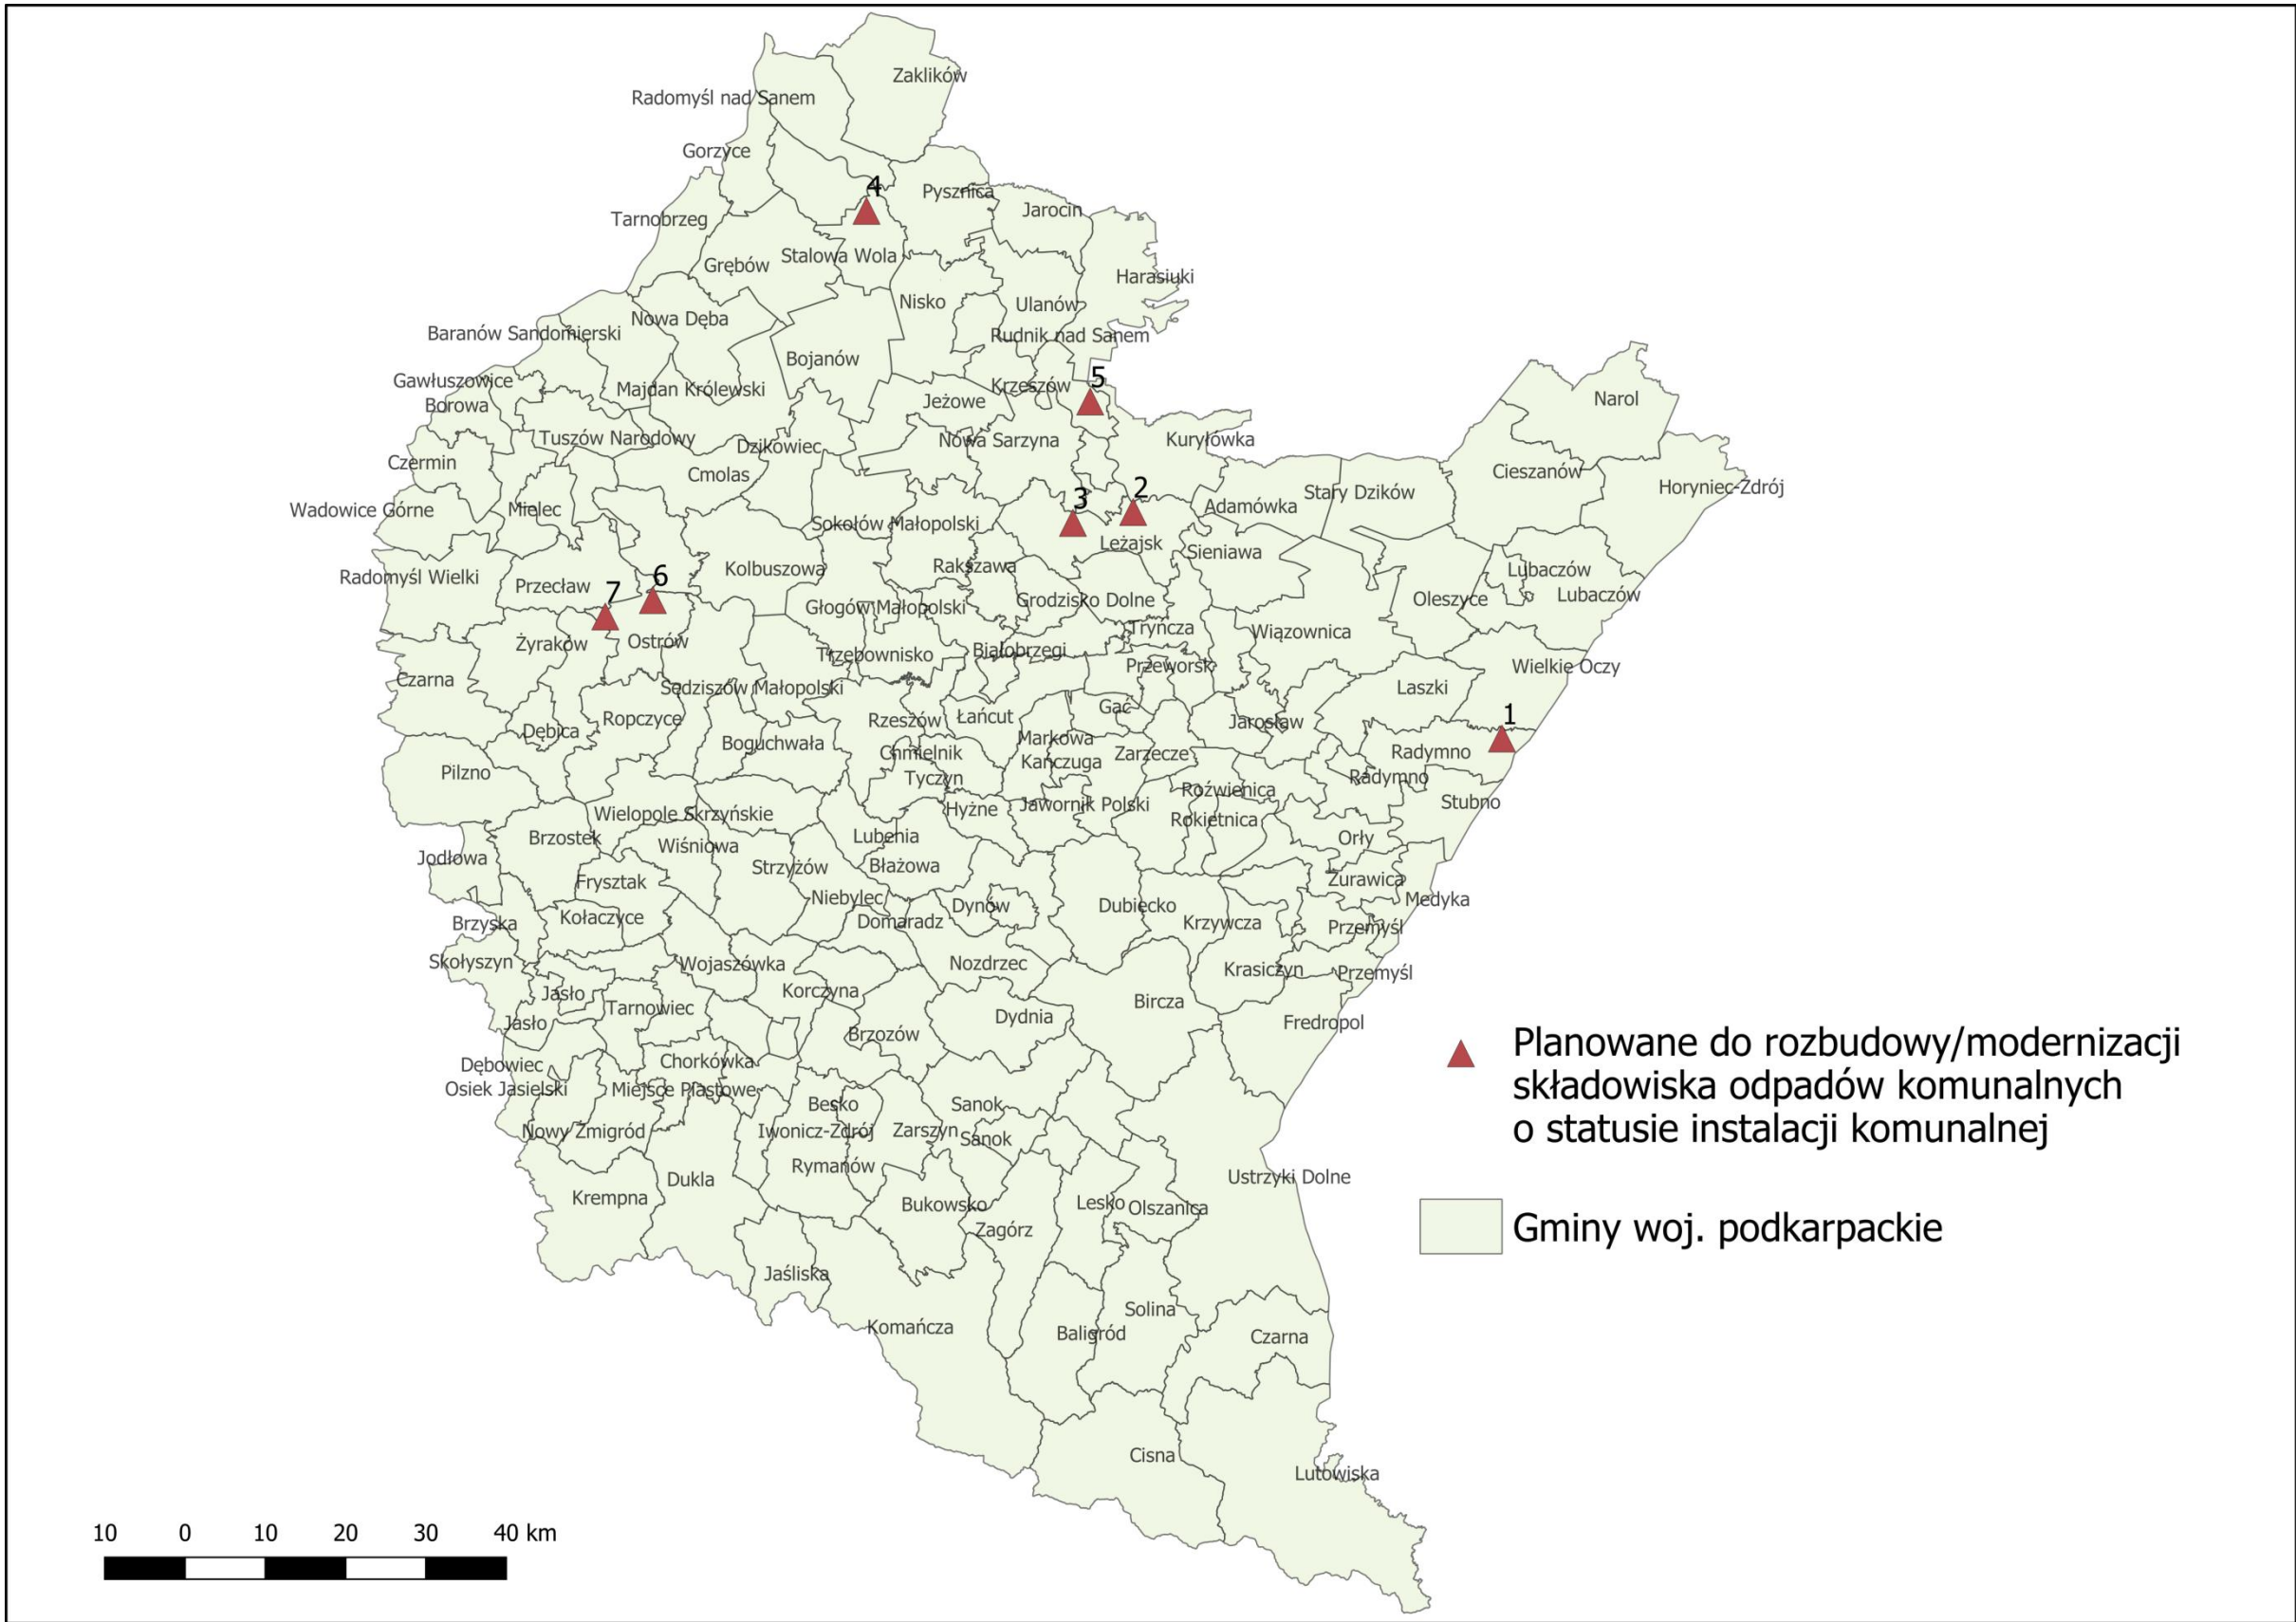 Zaklików
Radomyśl nad Sanem
Gorzyce
4
Pysznica
Jarocin
Tarnobrzeg
Stalowa Wola
Grębów
Harasiuki
Nisko
Ulanów
Nowa Dęba
Baranów Sandomierski
Rudnik nad Sanem
Bojanów
Gawłuszowice
Majdan Królewski
Krzeszów
5
Jeżowe
Narol
Borowa
Tuszów Narodowy
Dzikowiec
Nowa Sarzyna
Kuryłówka
Czermin
Cmolas
Cieszanów
Horyniec-Zdrój
2
3
Stary Dzików
Adamówka
Wadowice Górne
Mielec
Sokołów Małopolski
Leżajsk
Sieniawa
Radomyśl Wielki
Przecław
7
6
Kolbuszowa
Rakszawa
Lubaczów
Lubaczów
Oleszyce
Głogów Małopolski
Grodzisko Dolne
Żyraków
Ostrów
Tryńcza
Wiązownica
Trzebownisko
Białobrzegi
Przeworsk
Wielkie Oczy
Czarna
Sędziszów Małopolski
Laszki
Dębica
Ropczyce
Rzeszów
Łańcut
Gać
Jarosław
1
Boguchwała
Chmielnik
Markowa
Kańczuga
Zarzecze
Radymno
Radymno
Pilzno
Tyczyn
Roźwienica
Stubno
Wielopole Skrzyńskie
Hyżne
Jawornik Polski
Rokietnica
Brzostek
Wiśniowa
Lubenia
Orły
Jodłowa
Strzyżów
Błażowa
Frysztak
Żurawica
Niebylec
Dynów
Dubiecko
Medyka
Brzyska
Kołaczyce
Domaradz
Krzywcza
Przemyśl
Skołyszyn
Wojaszówka
Nozdrzec
Krasiczyn
Przemyśl
Jasło
Korczyna
Bircza
Tarnowiec
Jasło
Dydnia
Fredropol
Brzozów
Dębowiec
Chorkówka
Osiek Jasielski
Miejsce Piastowe
Besko
Sanok
Nowy Żmigród
Iwonicz-Zdrój
Zarszyn
Sanok
Rymanów
Dukla
Ustrzyki Dolne
Krempna
Bukowsko
Lesko
Olszanica
Zagórz
Jaśliska
Solina
Komańcza
Baligród
Czarna
Cisna
Lutowiska
Planowane do rozbudowy/modernizacji
składowiska odpadów komunalnych
o statusie instalacji komunalnej
Gminy woj. podkarpackie
10 0 10 20 30 40 km